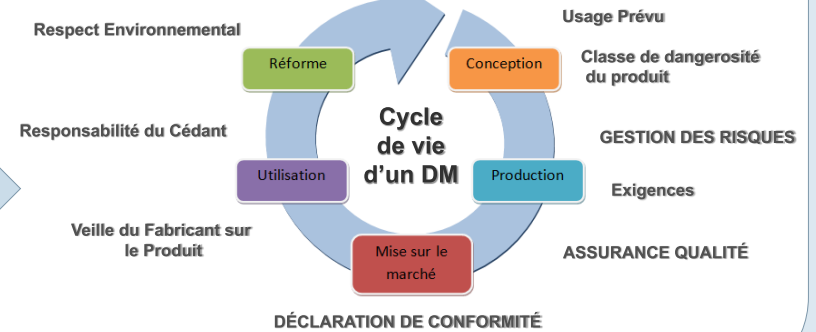 Usage Prévu
Respect Environnemental
Réforme
Conception
Classe de dangerosité
du produit
Cycle
de vie
d'un DM
Responsabilité du Cédant
GESTION DES RISQUES
Utilisation
Production
Exigences
Veille du Fabricant sur
le Produit
Mise sur le
marché
ASSURANCE QUALITÉ
DÉCLARATION DE CONFORMITÉ